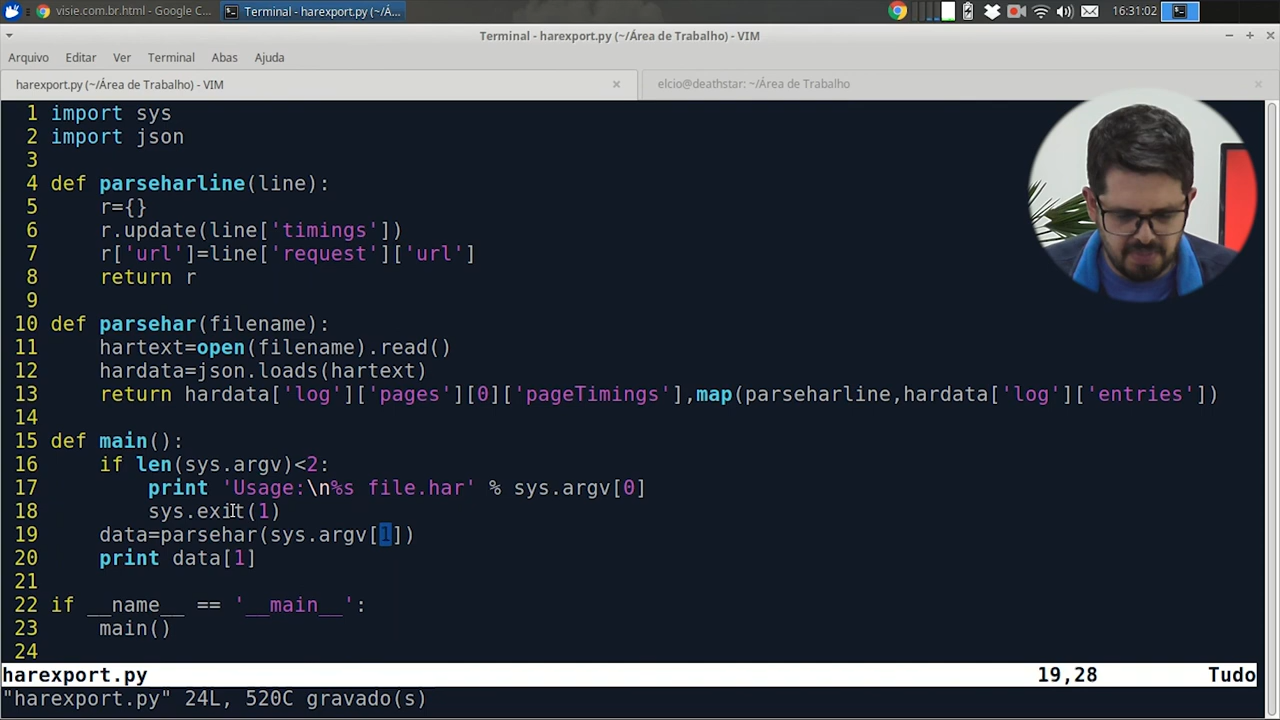 visie.com.br.html - Google C...
Terminal - harexport.py (~/Á...
16:31:02
Terminal - harexport.py (~/Área de Trabalho) - VIM
Arquivo Editar Ver Terminal Abas Ajuda
harexport.py (~/Área de Trabalho) - VIM
elcio@deathstar: ~/Área de Trabalho
1 import sys
2 import json
3
4 def parseharline(line):
5     r={}
6     r.update(line['timings'])
7     r['url']=line['request']['url']
8     return r
9
10 def parsehar(filename):
11     hartext=open(filename).read()
12     hardata=json.loads(hartext)
13     return hardata['log']['pages'][0]['pageTimings'],map(parseharline,hardata['log']['entries'])
14
15 def main():
16     if len(sys.argv)<2:
17         print 'Usage:\n%s file.har' % sys.argv[0]
18         sys.exit(1)
19     data=parsehar(sys.argv[1])
20     print data[1]
21
22 if __name__ == '__main__':
23     main()
24
harexport.py 19,28 Tudo
"harexport.py" 24L, 520C gravado(s)